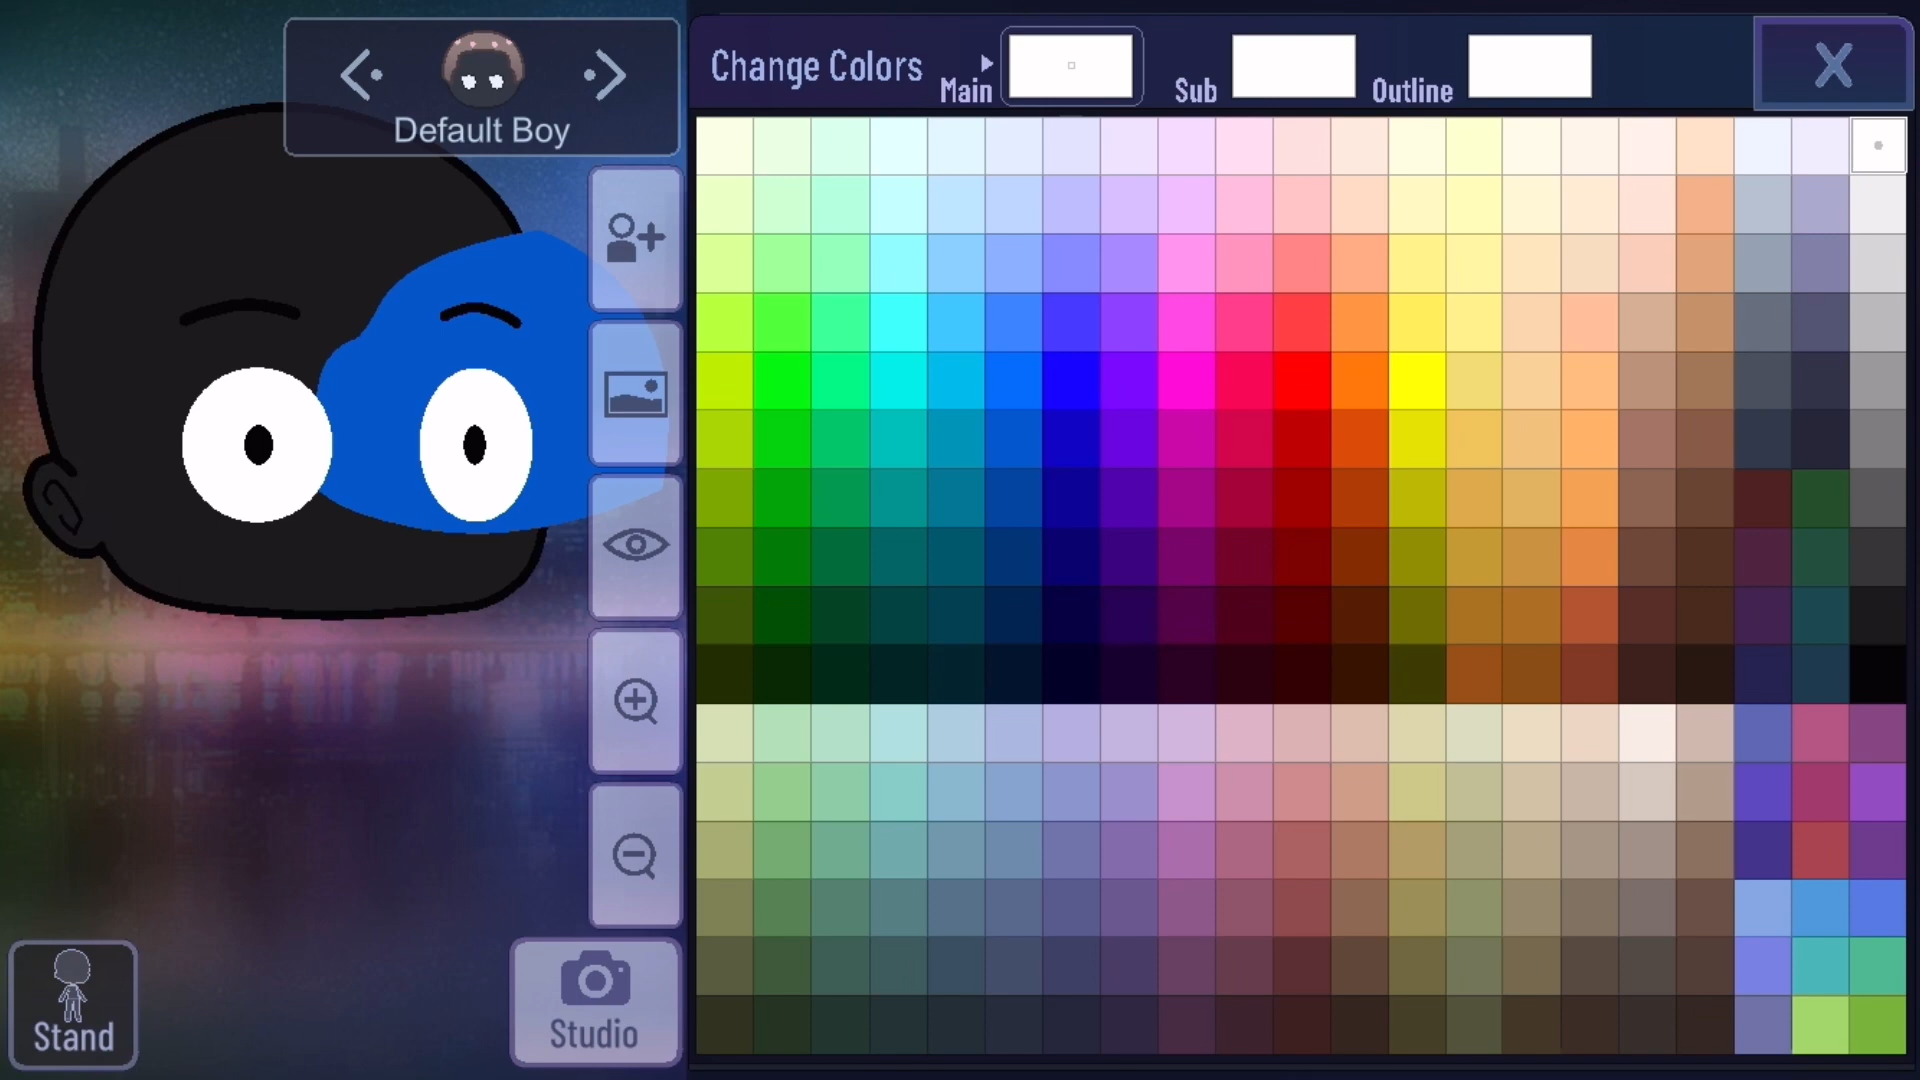 Default Boy
Change Colors
Main
Sub
Outline
X
Stand
Studio